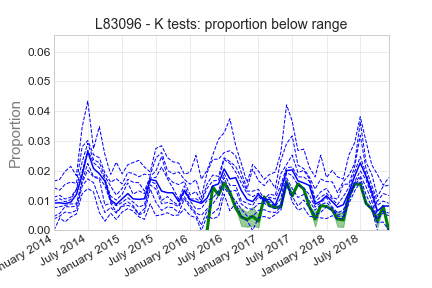 L83096 - K tests: proportion below range
Proportion
0.06
0.05
0.04
0.03
0.02
0.01
0.00
nuary 2014
July 2014
January 2015
July 2015
January 2016
July 2016
January 2017
July 2017
January 2018
July 2018